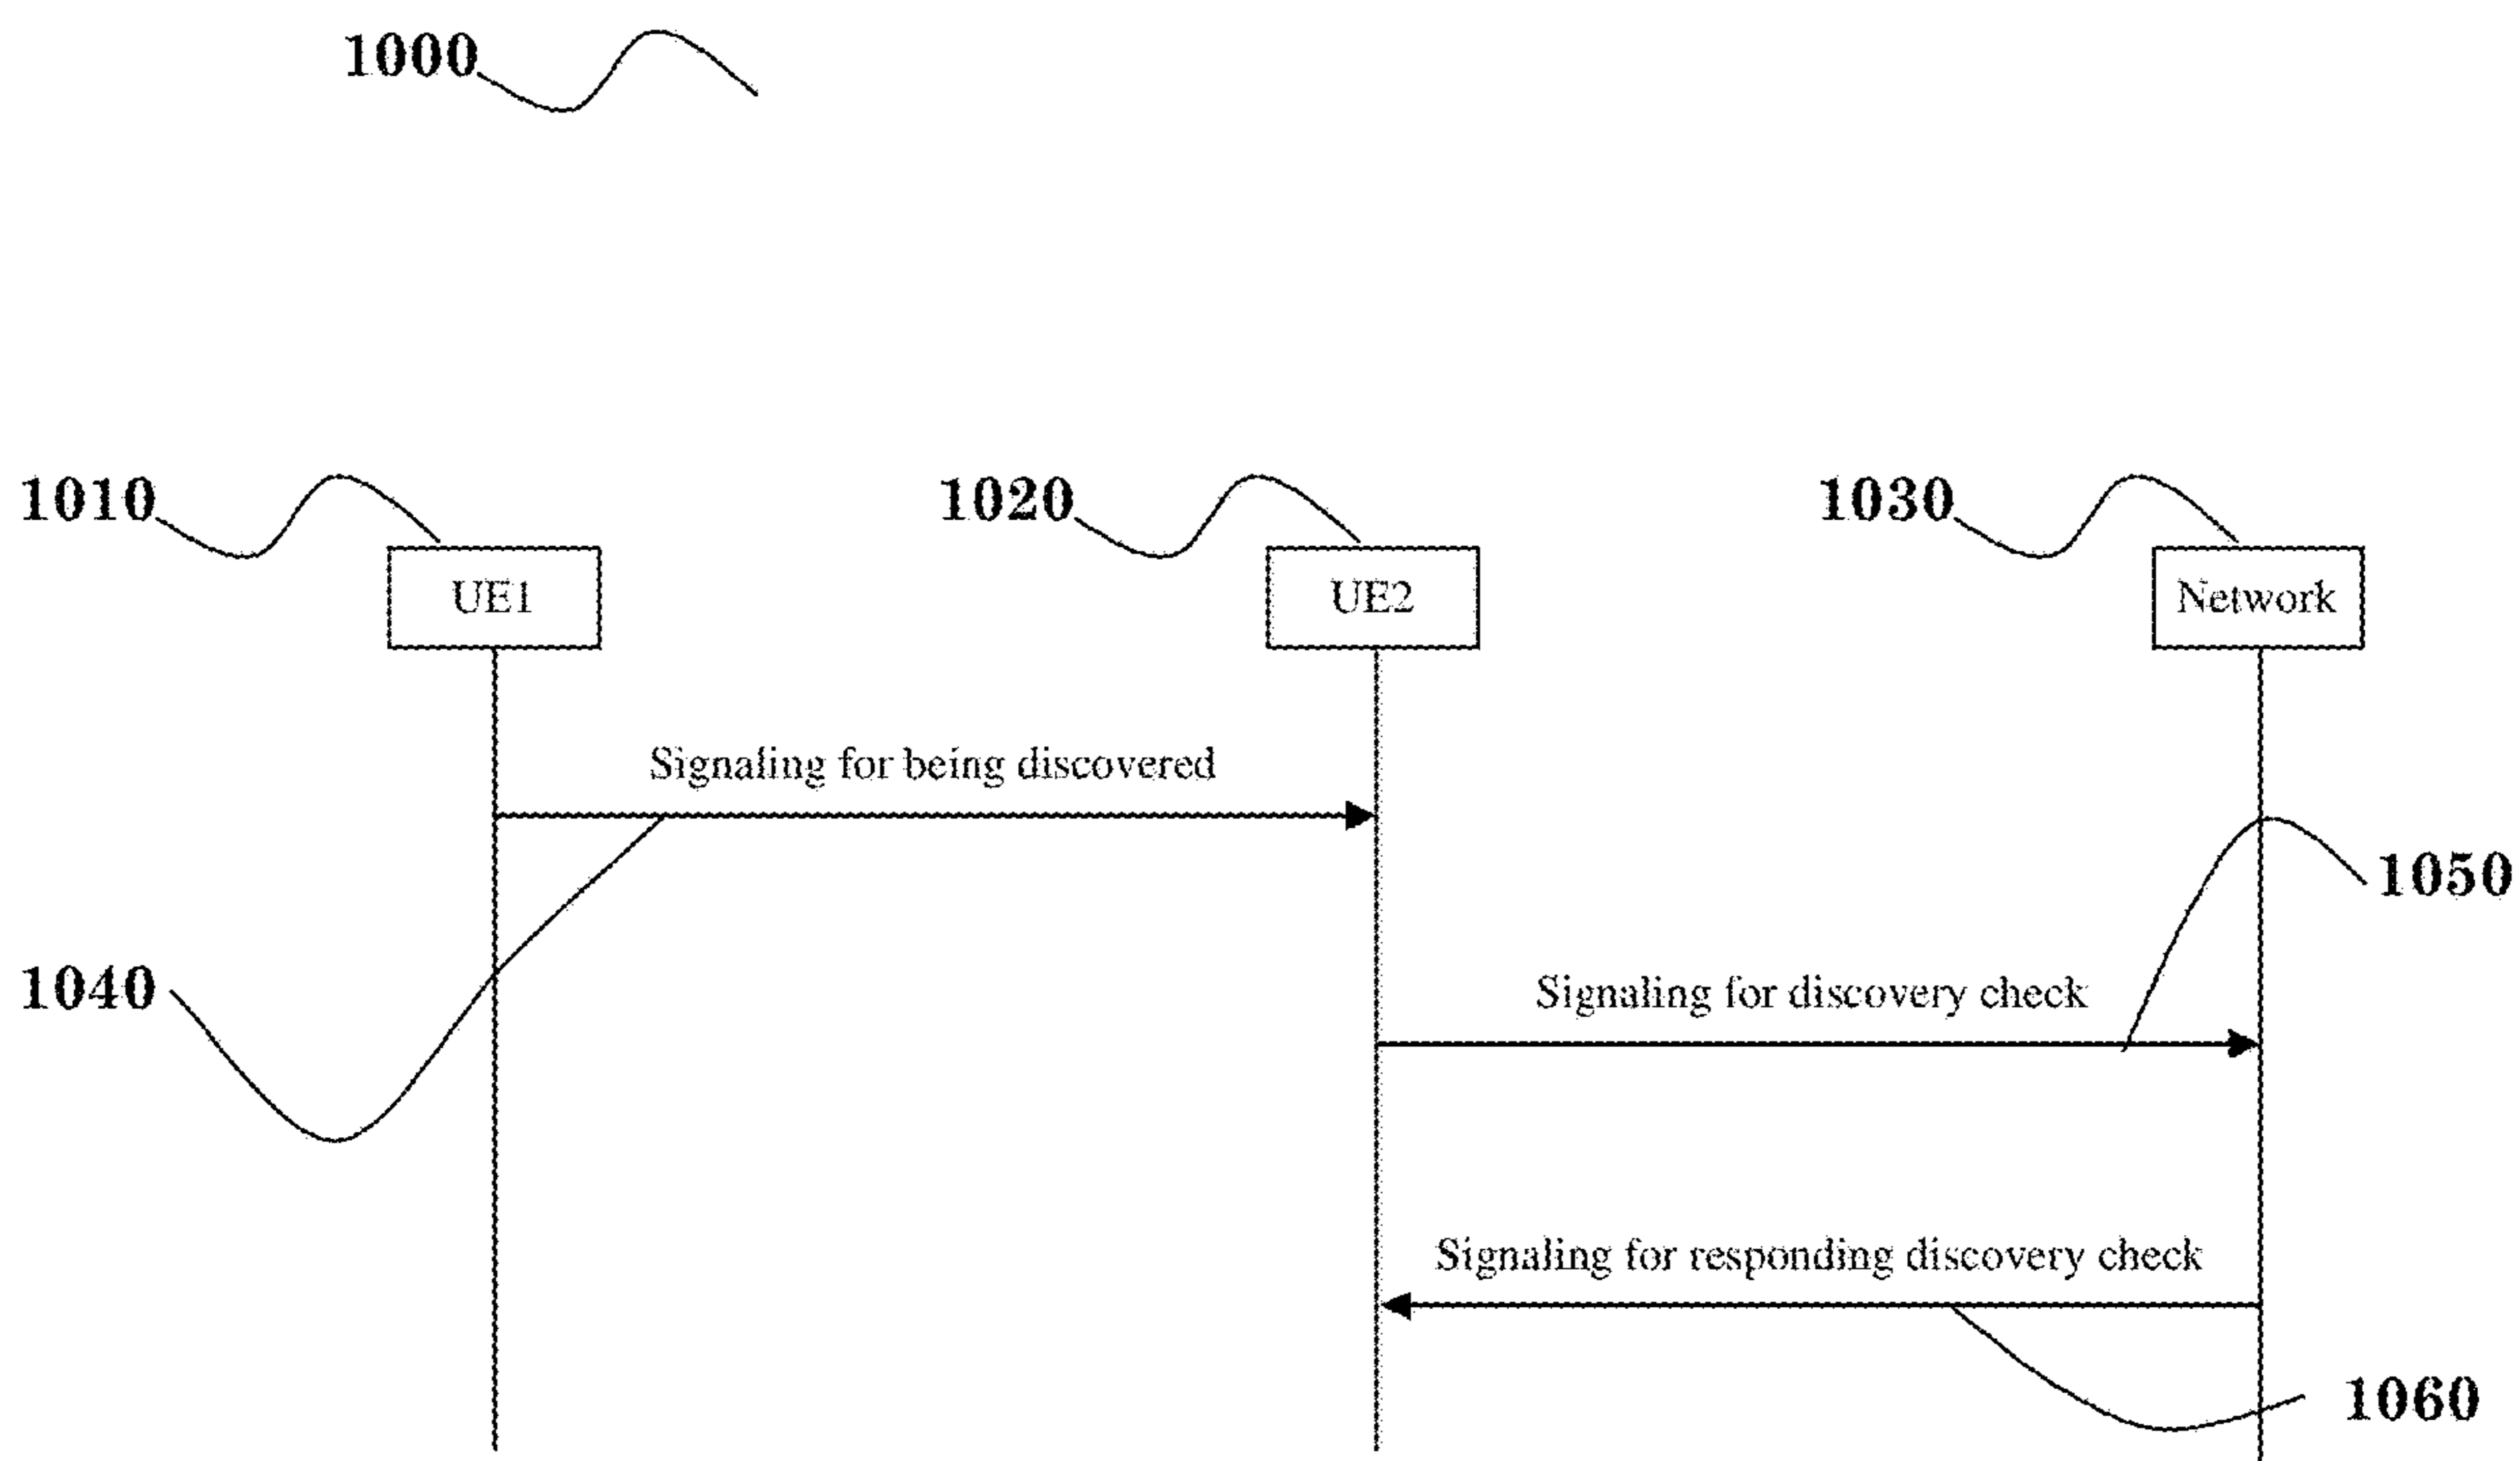 1000
1010
1020
1030
UE1
UE2
Network
Signaling for being discovered
1050
1040
Signaling for discovery check
Signaling for responding discovery check
1060